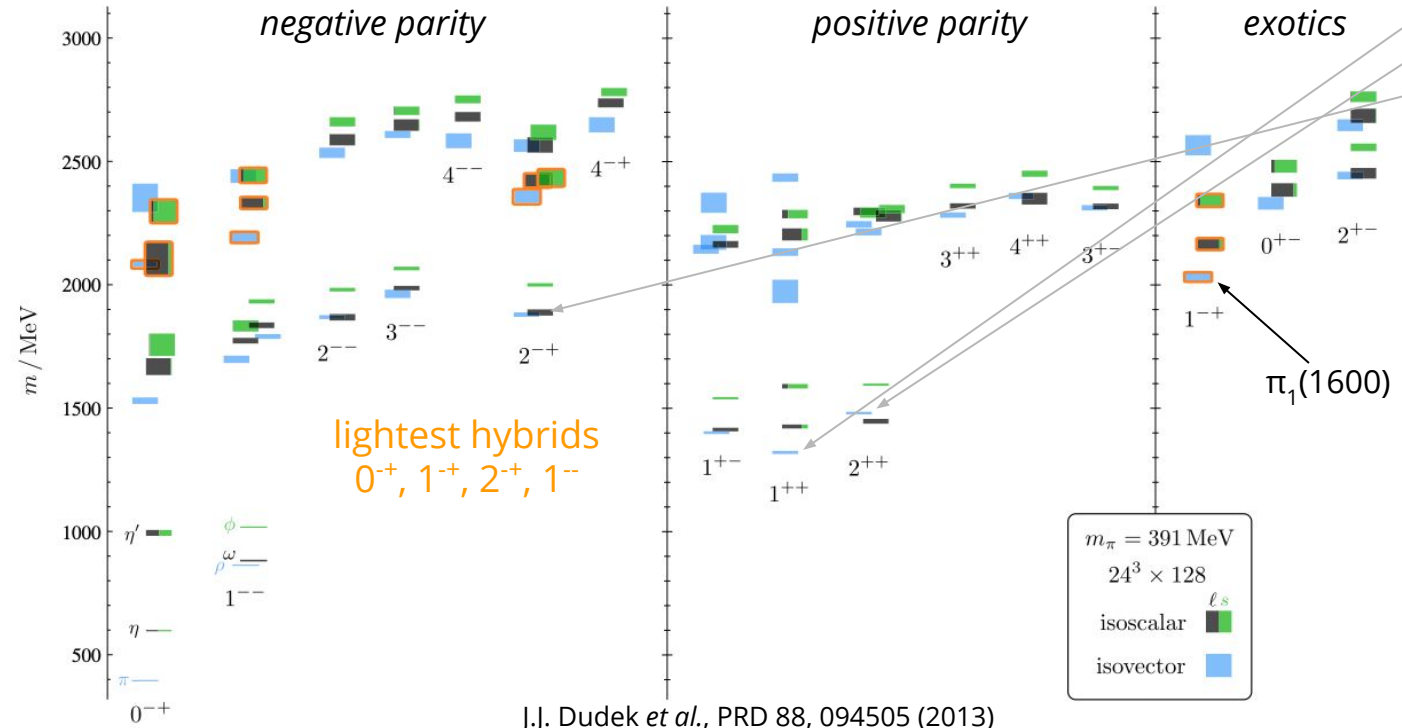 negative parity
positive parity
exotics
3000
2500
2000
1500
1000
500
m / MeV
4⁻⁻
4⁻⁺
2⁻⁻
3⁻⁻
2⁻⁺
3⁺⁺
4⁺⁺
3⁺⁻
0⁺⁻
2⁺⁻
1⁻⁺
π₁(1600)
lightest hybrids
0⁻⁺, 1⁻⁺, 2⁻⁺, 1⁻⁻
1⁺⁻
1⁺⁺
2⁺⁺
η′
ϕ
ω
ρ
1⁻⁻
η
π
0⁻⁺
m_π = 391 MeV
24³ × 128
ℓ s
isoscalar
isovector
J.J. Dudek et al., PRD 88, 094505 (2013)